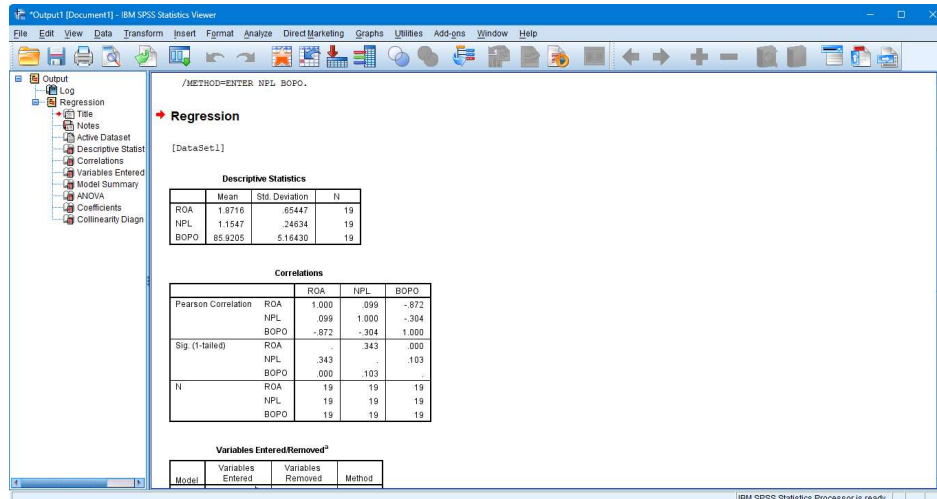 *Output1 [Document1] - IBM SPSS Statistics Viewer
File Edit View Data Transform Insert Format Analyze Direct Marketing Graphs Utilities Add-ons Window Help
Output
Log
Regression
Title
Notes
Active Dataset
Descriptive Statist
Correlations
Variables Entered
Model Summary
ANOVA
Coefficients
Collinearity Diagn
/METHOD=ENTER NPL BOPO.
Regression
[DataSet1]
Descriptive Statistics
Mean Std. Deviation N
ROA 1.8716 .65447 19
NPL 1.1547 .24634 19
BOPO 85.9205 5.16430 19
Correlations
ROA NPL BOPO
Pearson Correlation ROA 1.000 .099 -.872
NPL .099 1.000 -.304
BOPO -.872 -.304 1.000
Sig. (1-tailed) ROA . .343 .000
NPL .343 . .103
BOPO .000 .103 .
N ROA 19 19 19
NPL 19 19 19
BOPO 19 19 19
Variables Entered/Removedª
Model Variables Entered Variables Removed Method
IBM SPSS Statistics Processor is ready